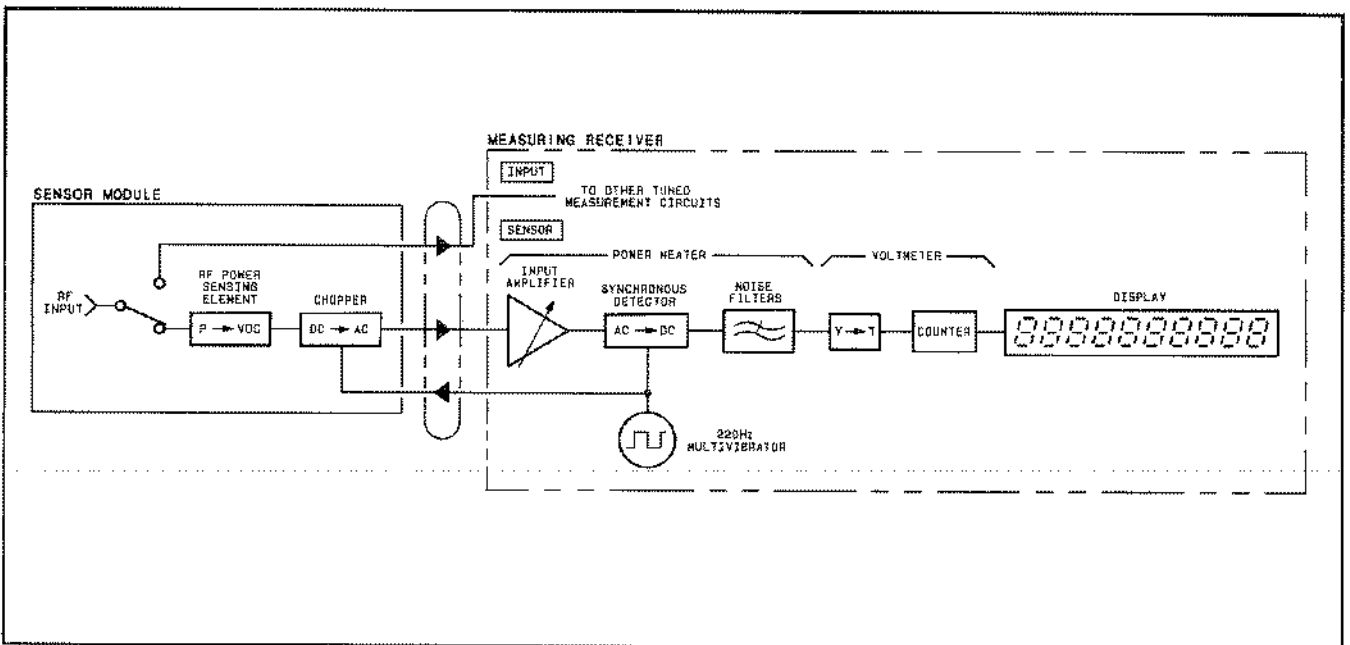 MEASURING RECEIVER
INPUT
TO OTHER TUNED
MEASUREMENT CIRCUITS
SENSOR MODULE
SENSOR
POWER METER
VOLTMETER
RF POWER
SENSING
ELEMENT
CHOPPER
INPUT
AMPLIFIER
SYNCHRONOUS
DETECTOR
NOISE
FILTERS
DISPLAY
RF
INPUT
P → VDC
DC → AC
AC → DC
V → T
COUNTER
8888888888
220Hz
MULTIVIBRATOR